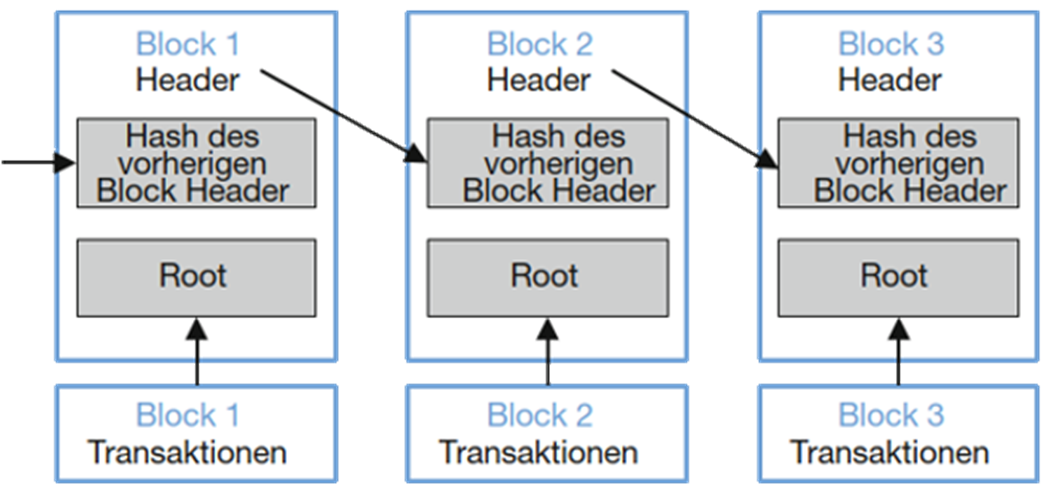 Block 1
Header
Hash des
vorherigen
Block Header
Root
Block 1
Transaktionen
Block 2
Header
Hash des
vorherigen
Block Header
Root
Block 2
Transaktionen
Block 3
Header
Hash des
vorherigen
Block Header
Root
Block 3
Transaktionen